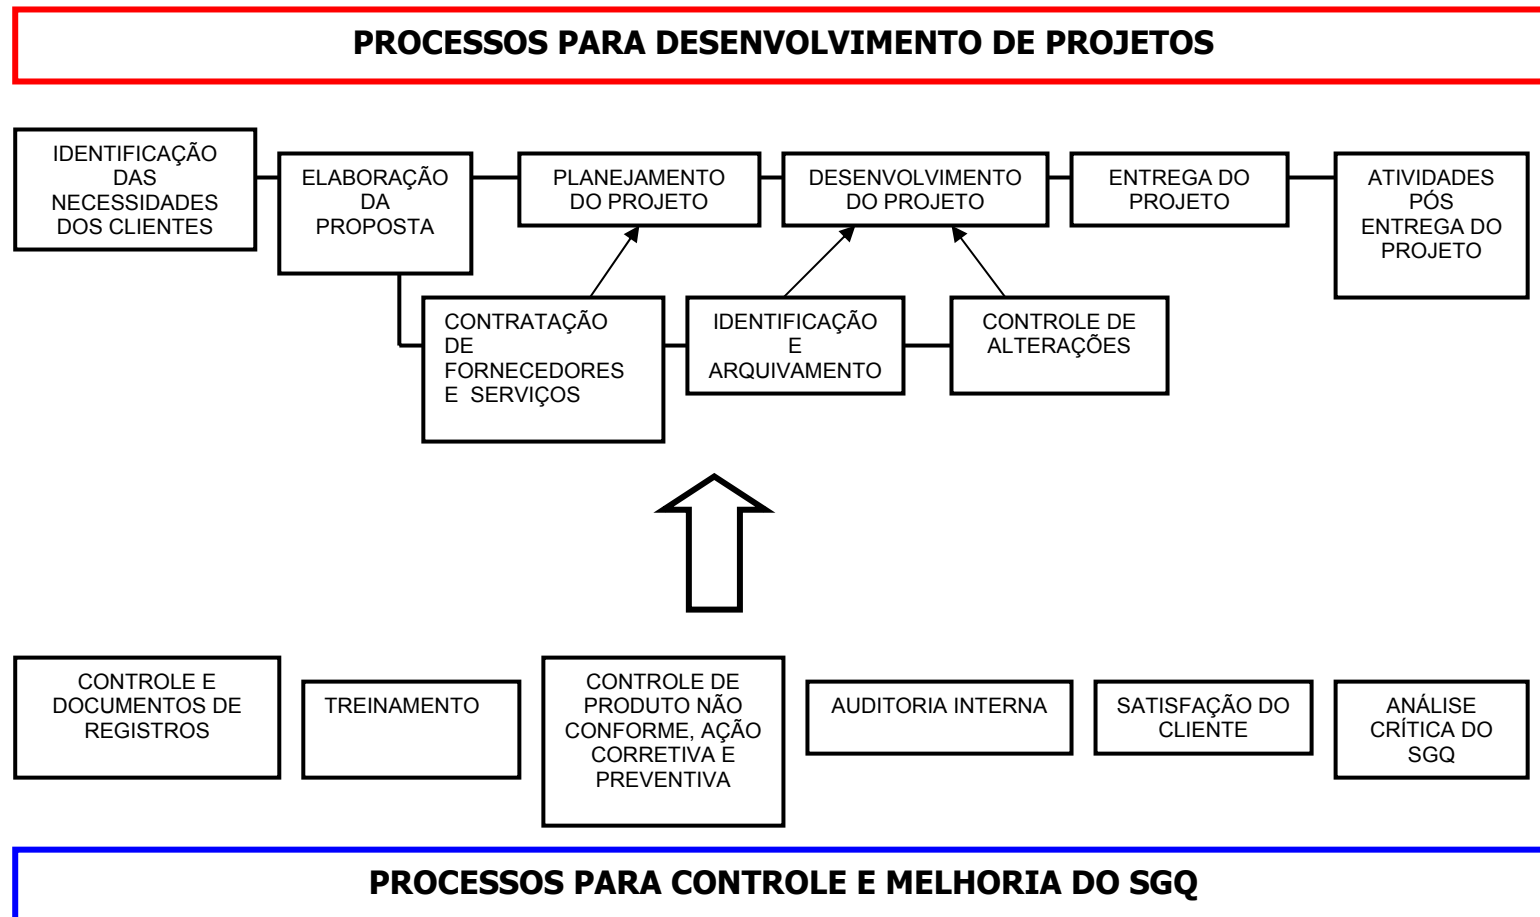 PROCESSOS PARA DESENVOLVIMENTO DE PROJETOS
IDENTIFICAÇÃO
DAS
NECESSIDADES
DOS CLIENTES
ELABORAÇÃO
DA
PROPOSTA
PLANEJAMENTO
DO PROJETO
DESENVOLVIMENTO
DO PROJETO
ENTREGA DO
PROJETO
ATIVIDADES
PÓS
ENTREGA DO
PROJETO
CONTRATAÇÃO
DE
FORNECEDORES
E SERVIÇOS
IDENTIFICAÇÃO
E
ARQUIVAMENTO
CONTROLE DE
ALTERAÇÕES
CONTROLE E
DOCUMENTOS DE
REGISTROS
TREINAMENTO
CONTROLE DE
PRODUTO NÃO
CONFORME, AÇÃO
CORRETIVA E
PREVENTIVA
AUDITORIA INTERNA
SATISFAÇÃO DO
CLIENTE
ANÁLISE
CRÍTICA DO
SGQ
PROCESSOS PARA CONTROLE E MELHORIA DO SGQ